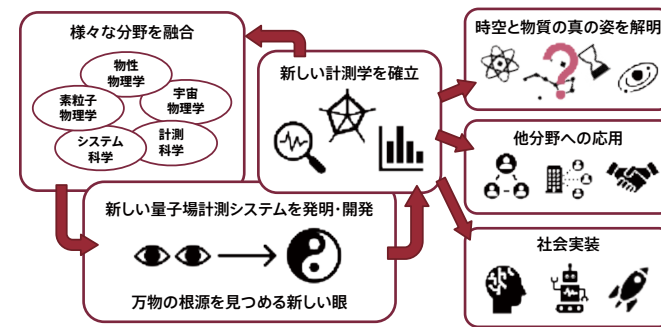 様々な分野を融合
物性
物理学
素粒子
物理学
宇宙
物理学
システム
科学
計測
科学
新しい計測学を確立
新しい量子場計測システムを発明・開発
万物の根源を見つめる新しい眼
時空と物質の真の姿を解明
?
他分野への応用
社会実装